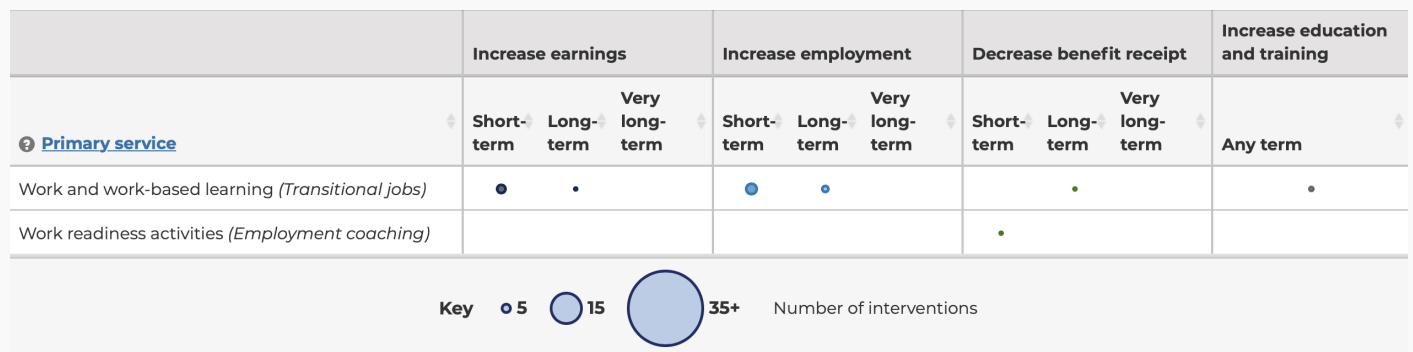 Increase earnings
Increase employment
Decrease benefit receipt
Increase education
and training
? Primary service
Short-
term
Long-
term
Very
long-
term
Short-
term
Long-
term
Very
long-
term
Short-
term
Long-
term
Very
long-
term
Any term
Work and work-based learning (Transitional jobs)
Work readiness activities (Employment coaching)
Key 5 15 35+ Number of interventions